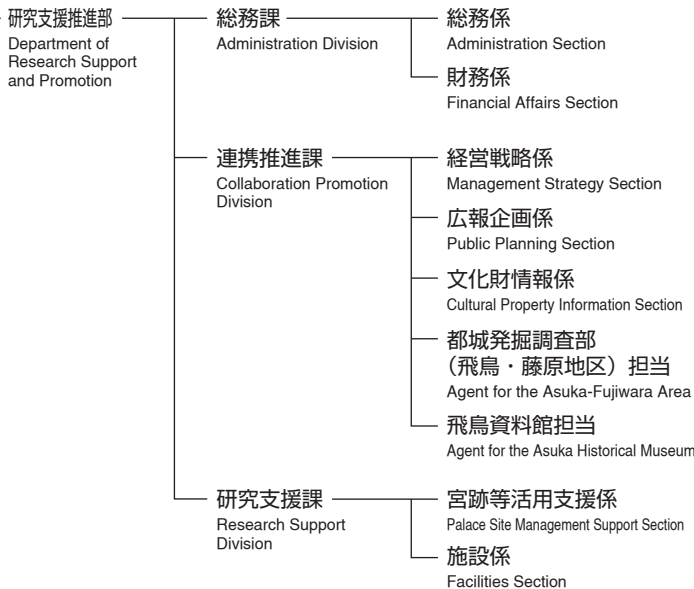 研究支援推進部
Department of
Research Support
and Promotion
総務課
Administration Division
総務係
Administration Section
財務係
Financial Affairs Section
連携推進課
Collaboration Promotion
Division
経営戦略係
Management Strategy Section
広報企画係
Public Planning Section
文化財情報係
Cultural Property Information Section
都城発掘調査部
（飛鳥・藤原地区）担当
Agent for the Asuka-Fujiwara Area
飛鳥資料館担当
Agent for the Asuka Historical Museum
研究支援課
Research Support
Division
宮跡等活用支援係
Palace Site Management Support Section
施設係
Facilities Section